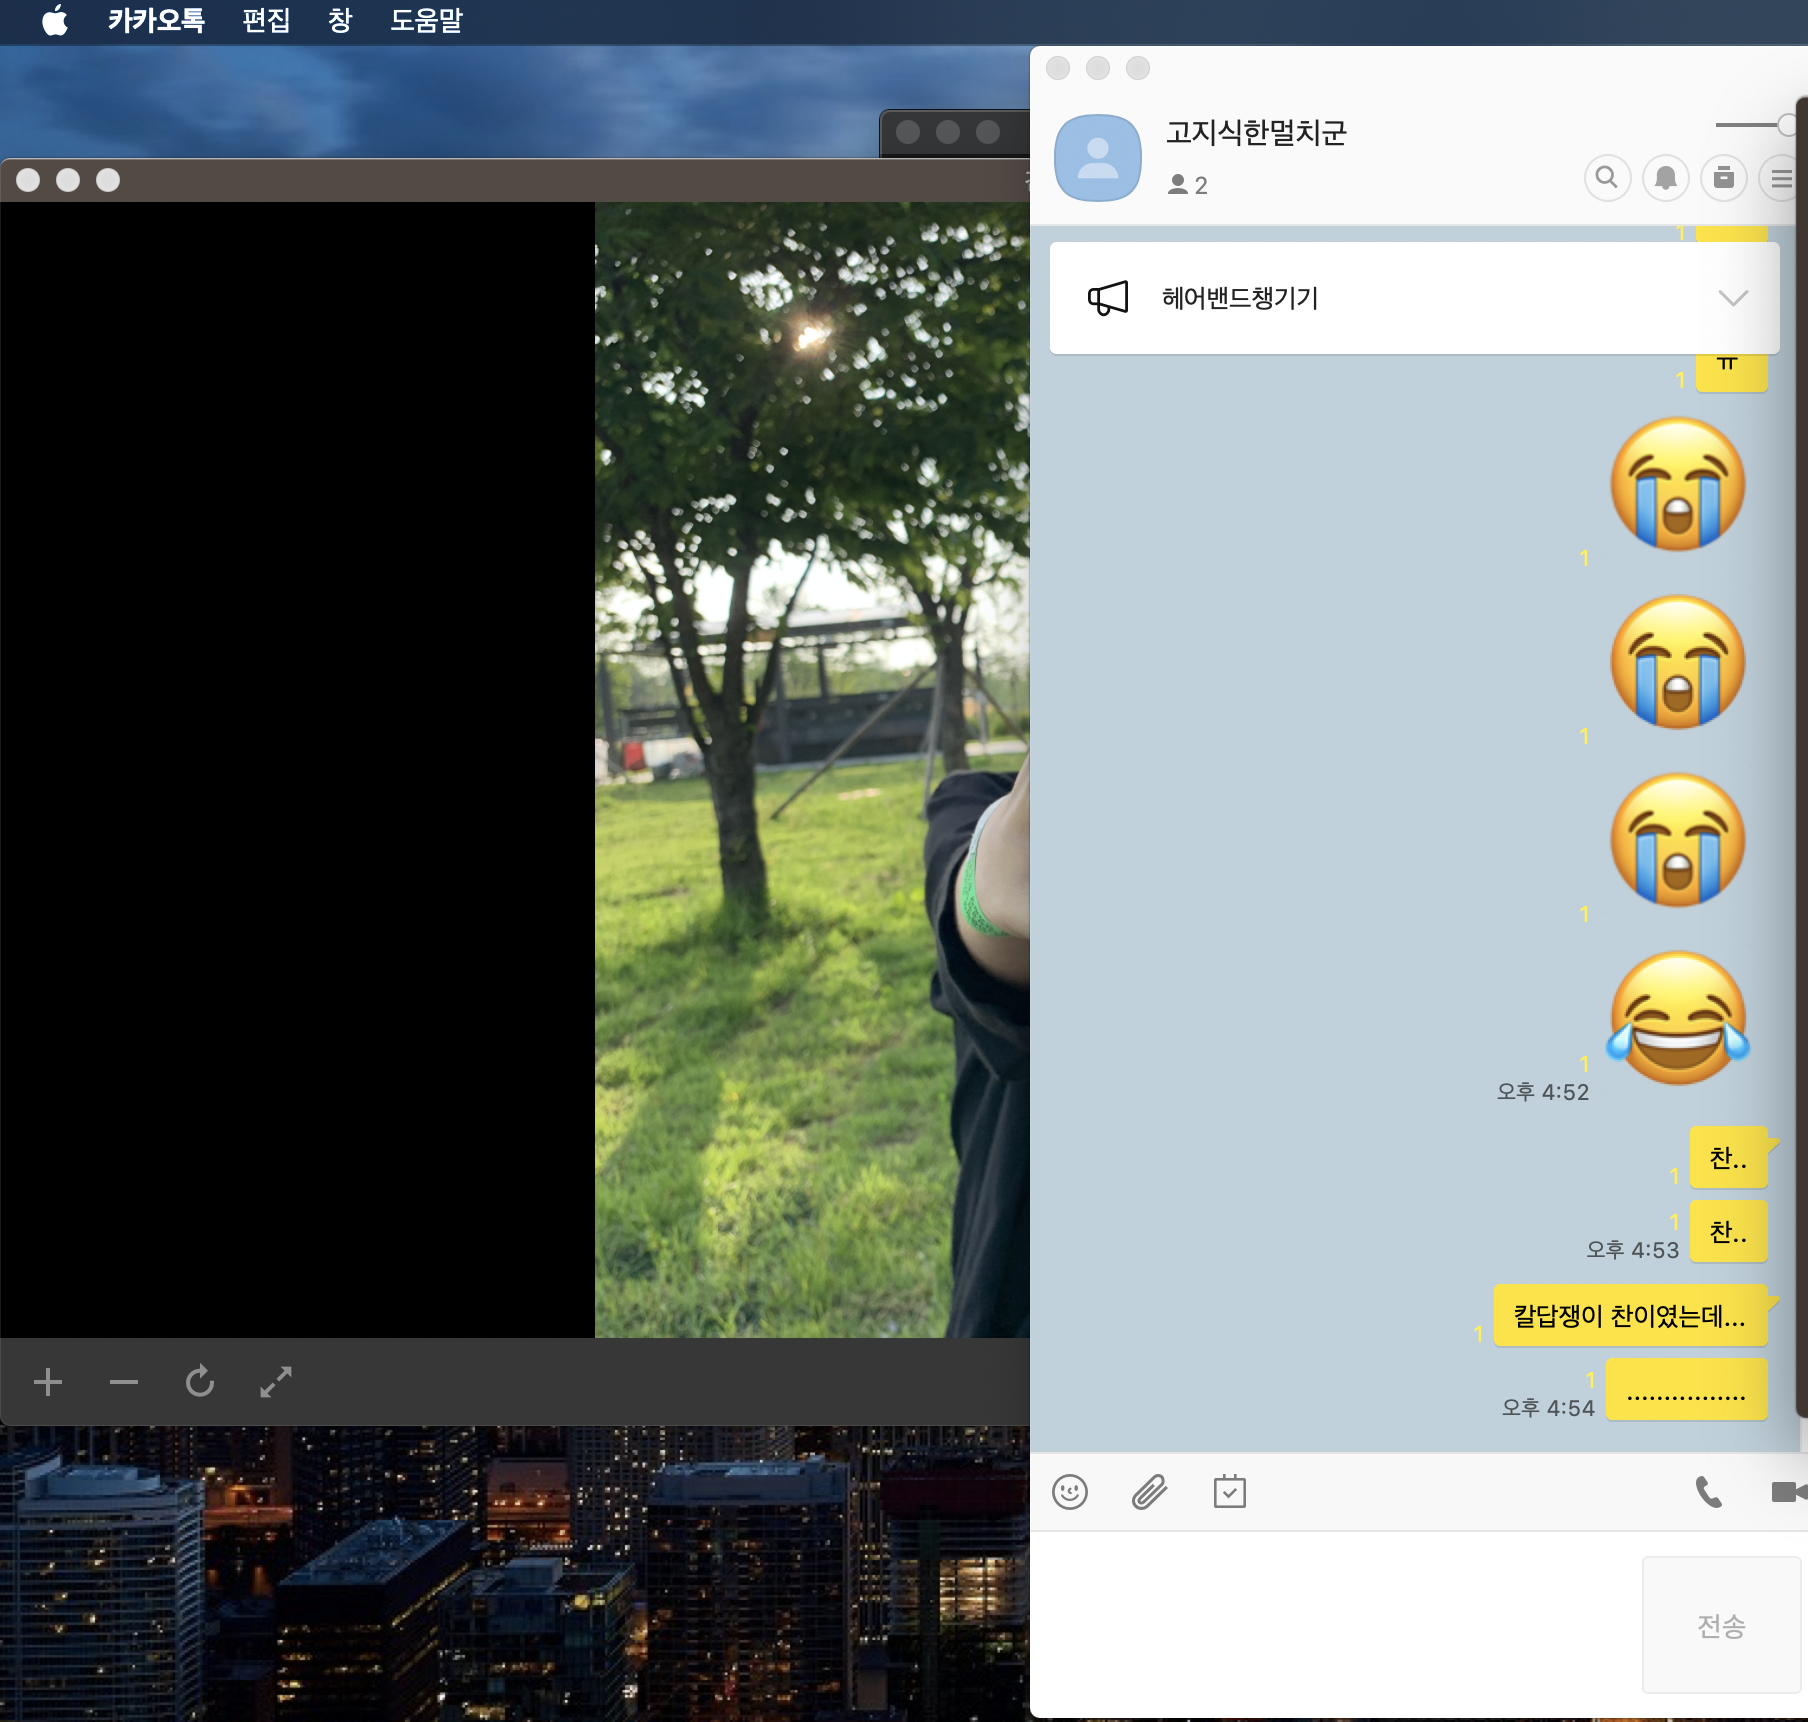 카카오톡 편집 창 도움말
고지식한멀치군
2
1
헤어밴드챙기기
ㅠ
1
1
1
1
1
오후 4:52
찬..
1
찬..
1
오후 4:53
칼답쟁이 찬이였는데...
1
...............
1
오후 4:54
전송